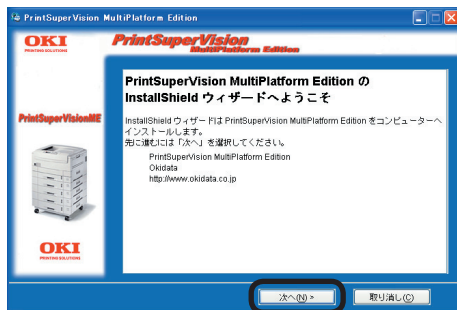 PrintSuperVision MultiPlatform Edition
OKI
PRINTING SOLUTIONS
PrintSuperVision
MultiPlatform Edition
PrintSuperVision MultiPlatform Edition の
InstallShield ウィザードへようこそ
PrintSuperVisionME
InstallShield ウィザードは PrintSuperVision MultiPlatform Edition をコンピューターへ
インストールします。
先に進むには「次へ」を選択してください。
PrintSuperVision MultiPlatform Edition
Okidata
http://www.okidata.co.jp
OKI
PRINTING SOLUTIONS
次へ(N) >
取り消し(C)